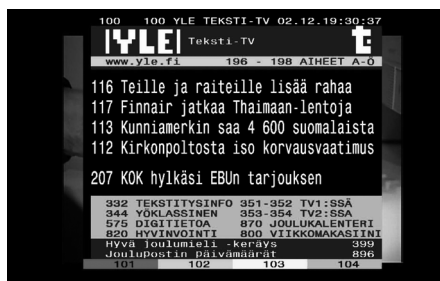 100 100 YLE TEKSTI-TV 02.12.19:30:37
YLE Teksti-TV t:
www.yle.fi 196 - 198 AIHEET A-Ö
116 Teille ja raiteille lisää rahaa
117 Finnair jatkaa Thaimaan-lentoja
113 Kunniamerkin saa 4 600 suomalaista
112 Kirkonpoltosta iso korvausvaatimus
207 KOK hylkäsi EBUn tarjouksen
332 TEKSTITYSINFO 351-352 TV1:SSÄ
344 YÖKLASSINEN 353-354 TV2:SSA
575 DIGITIETOA 870 JOULUKALENTERI
820 HYVINVOINTI 800 VIIKKOMAKASIINI
Hyvä joulumieli -keräys 399
Joulupostin päivämäärät 896
101 102 103 104